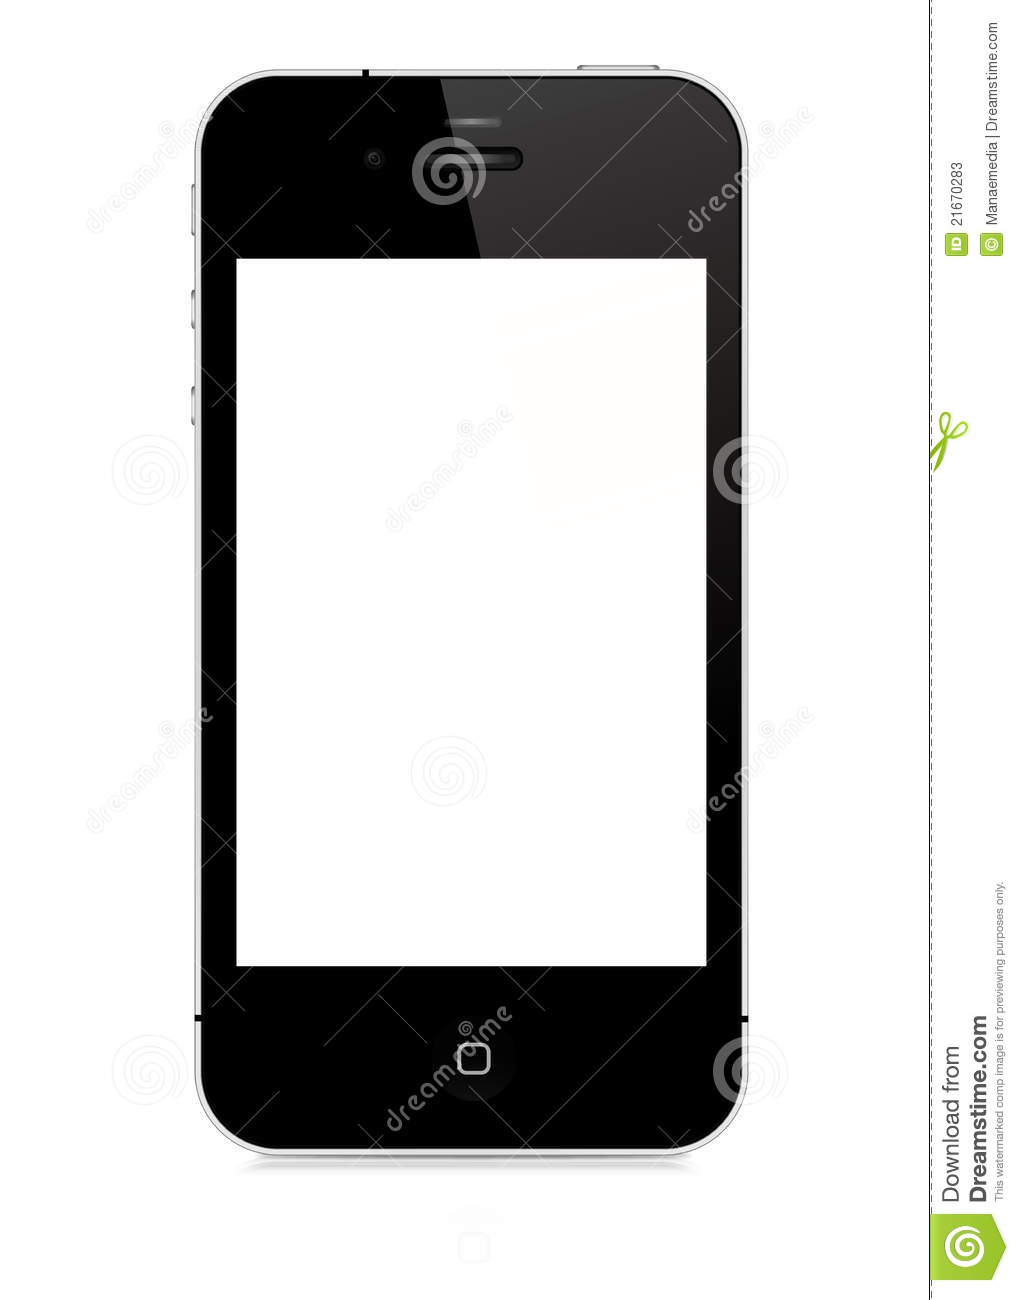 dreamstime
dreamstime
dreamstime
dreamstime
dreamstime
dreamstime
ID 21670283
© Manaemedia | Dreamstime.com
Download from
Dreamstime.com
This watermarked comp image is for previewing purposes only.